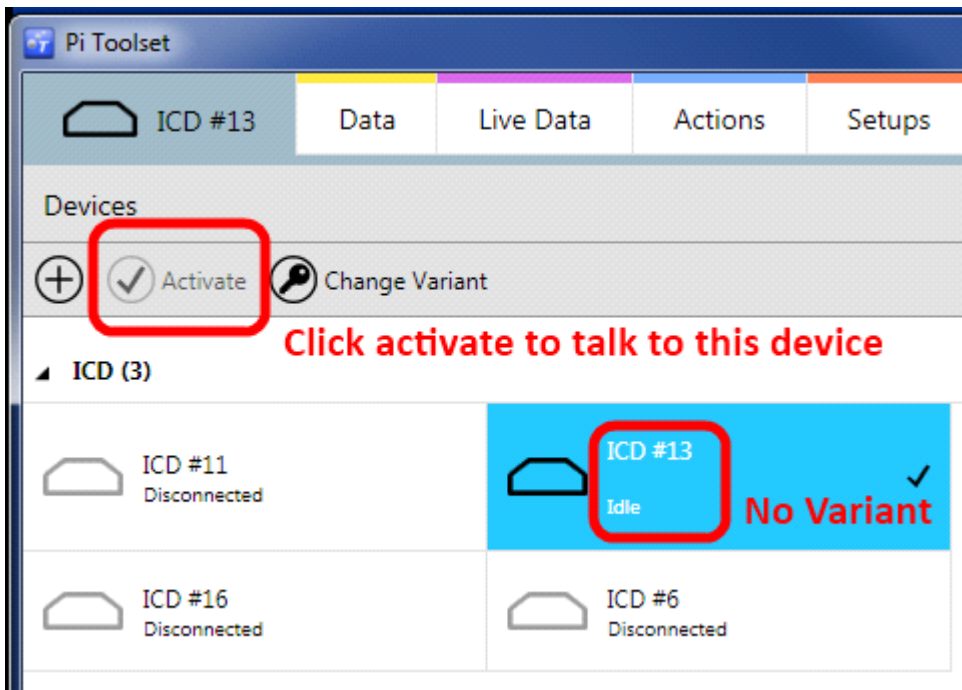 Pi Toolset
ICD #13 Data Live Data Actions Setups
Devices
Activate Change Variant
Click activate to talk to this device
ICD (3)
ICD #11
Disconnected
ICD #13
Idle
No Variant
ICD #16
Disconnected
ICD #6
Disconnected